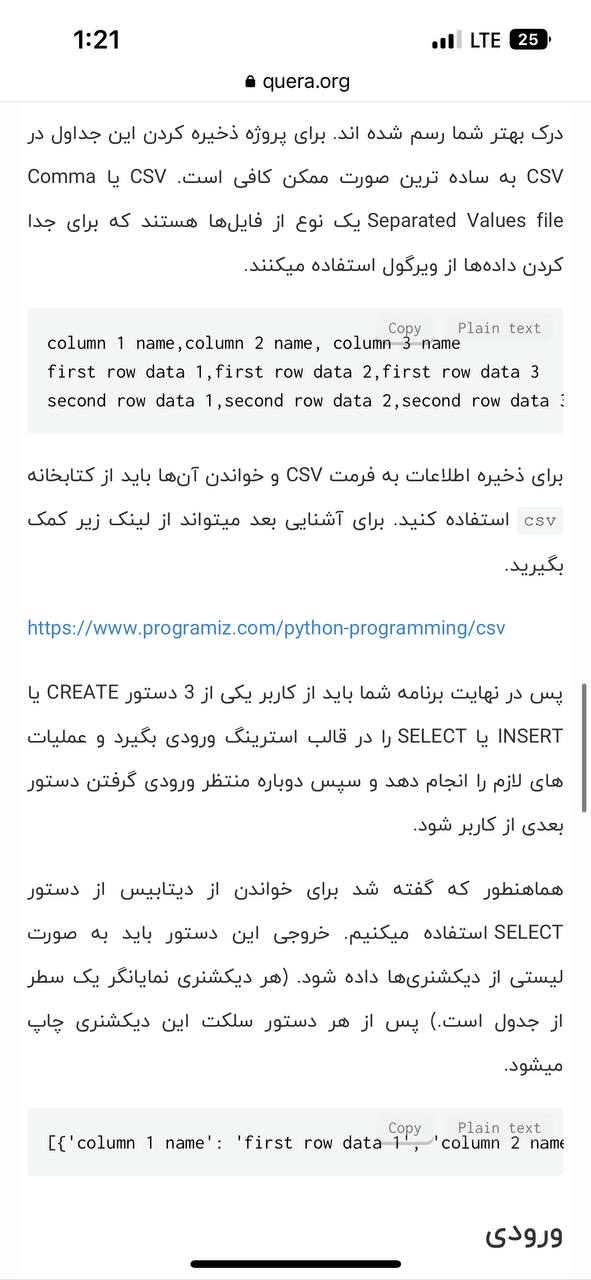 1:21
LTE 25
quera.org
درک بهتر شما رسم شده اند. برای پروژه ذخیره کردن این جداول در
CSV به ساده ترین صورت ممکن کافی است. CSV یا Comma
Separated Values file یک نوع از فایل‌ها هستند که برای جدا
کردن داده‌ها از ویرگول استفاده میکنند.
Copy Plain text
column 1 name,column 2 name, column 3 name
first row data 1,first row data 2,first row data 3
second row data 1,second row data 2,second row data 3
برای ذخیره اطلاعات به فرمت CSV و خواندن آن‌ها باید از کتابخانه
csv استفاده کنید. برای آشنایی بعد میتواند از لینک زیر کمک
بگیرید.
https://www.programiz.com/python-programming/csv
پس در نهایت برنامه شما باید از کاربر یکی از 3 دستور CREATE یا
INSERT یا SELECT را در قالب استرینگ ورودی بگیرد و عملیات
های لازم را انجام دهد و سپس دوباره منتظر ورودی گرفتن دستور
بعدی از کاربر شود.
هماهنطور که گفته شد برای خواندن از دیتابیس از دستور
SELECT استفاده میکنیم. خروجی این دستور باید به صورت
لیستی از دیکشنری‌ها داده شود. (هر دیکشنری نمایانگر یک سطر
از جدول است.) پس از هر دستور سلکت این دیکشنری چاپ
میشود.
Copy Plain text
[{'column 1 name': 'first row data 1', 'column 2 name
ورودی